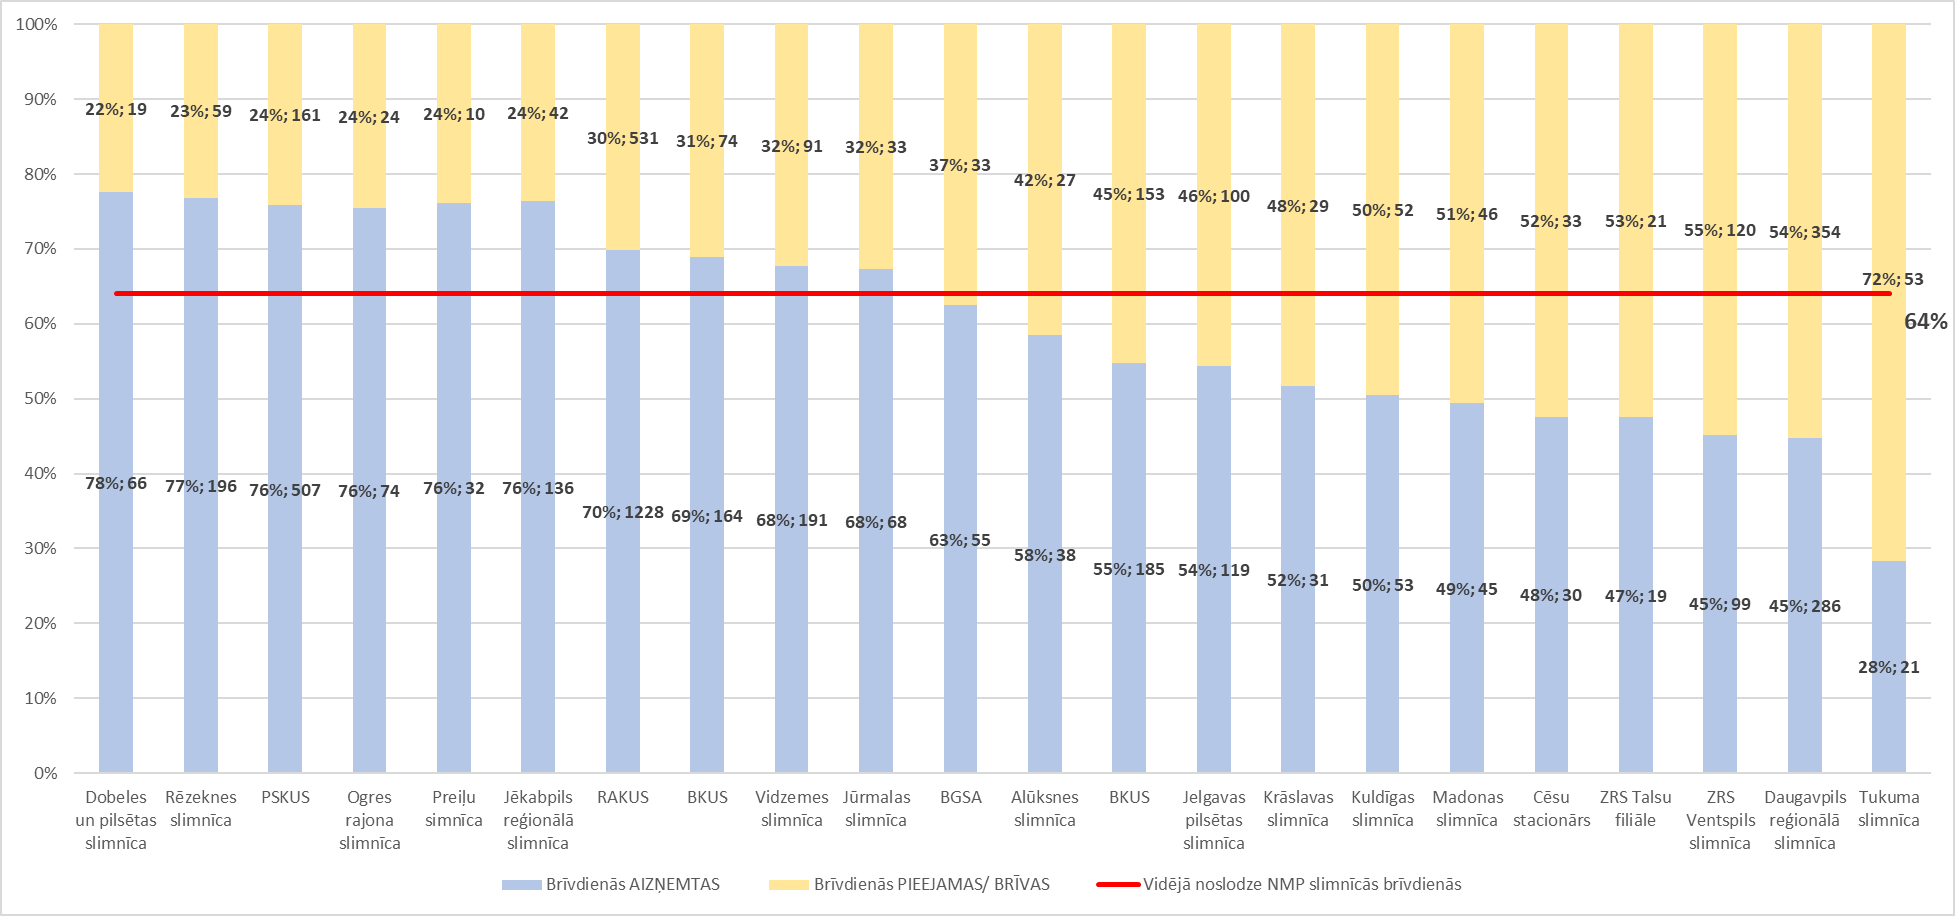 100%
90%
80%
70%
60%
50%
40%
30%
20%
10%
0%
22%; 19
23%; 59
24%; 161
24%; 24
24%; 10
24%; 42
30%; 531
31%; 74
32%; 91
32%; 33
37%; 33
42%; 27
45%; 153
46%; 100
48%; 29
50%; 52
51%; 46
52%; 33
53%; 21
55%; 120
54%; 354
72%; 53
64%
78%; 66
77%; 196
76%; 507
76%; 74
76%; 32
76%; 136
70%; 1228
69%; 164
68%; 191
68%; 68
63%; 55
58%; 38
55%; 185
54%; 119
52%; 31
50%; 53
49%; 45
48%; 30
47%; 19
45%; 99
45%; 286
28%; 21
Dobeles
un pilsētas
slimnīca
Rēzeknes
slimnīca
PSKUS
Ogres
rajona
slimnīca
Preiļu
simnīca
Jēkabpils
reģionālā
slimnīca
RAKUS
BKUS
Vidzemes
slimnīca
Jūrmalas
slimnīca
BGSA
Alūksnes
slimnīca
BKUS
Jelgavas
pilsētas
slimnīca
Krāslavas
slimnīca
Kuldīgas
slimnīca
Madonas
slimnīca
Cēsu
stacionārs
ZRS Talsu
filiāle
ZRS
Ventspils
slimnīca
Daugavpils
reģionālā
slimnīca
Tukuma
slimnīca
Brīvdienās AIZŅEMTAS
Brīvdienās PIEEJAMAS/ BRĪVAS
Vidējā noslodze NMP slimnīcās brīvdienās